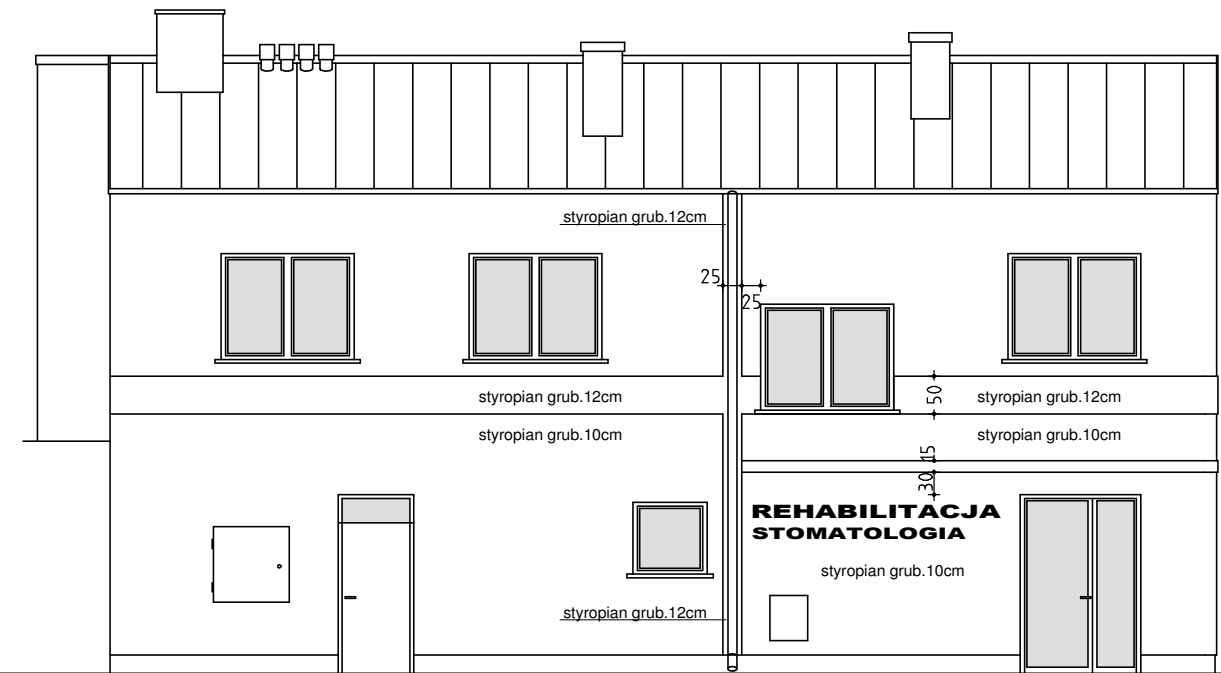 styropian grub.12cm
25
25
styropian grub.12cm
50
styropian grub.12cm
styropian grub.10cm
styropian grub.10cm
15
30
REHABILITACJA
STOMATOLOGIA
styropian grub.10cm
styropian grub.12cm